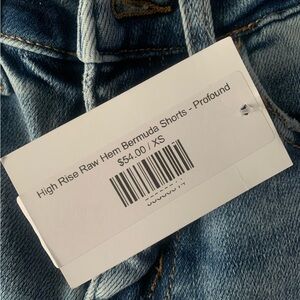 High Rise Raw Hem Bermuda Shorts - Profound
$54.00 / XS